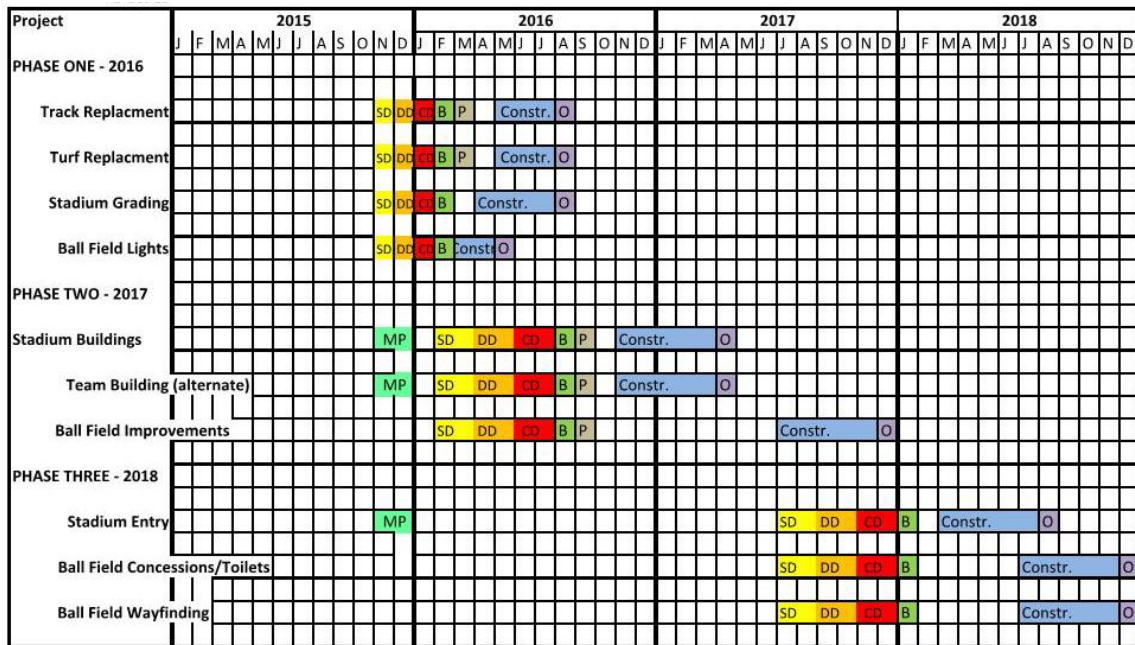 Project 2015 2016 2017 2018
J F M A M J J A S O N D J F M A M J J A S O N D J F M A M J J A S O N D J F M A M J J A S O N D
PHASE ONE - 2016
Track Replacment SD DD CD B P Constr. O
Turf Replacment SD DD CD B P Constr. O
Stadium Grading SD DD CD B Constr. O
Ball Field Lights SD DD CD B Constr O
PHASE TWO - 2017
Stadium Buildings MP SD DD CD B P Constr. O
Team Building (alternate) MP SD DD CD B P Constr. O
Ball Field Improvements SD DD CD B P Constr. O
PHASE THREE - 2018
Stadium Entry MP SD DD CD B Constr. O
Ball Field Concessions/Toilets SD DD CD B Constr. O
Ball Field Wayfinding SD DD CD B Constr. O